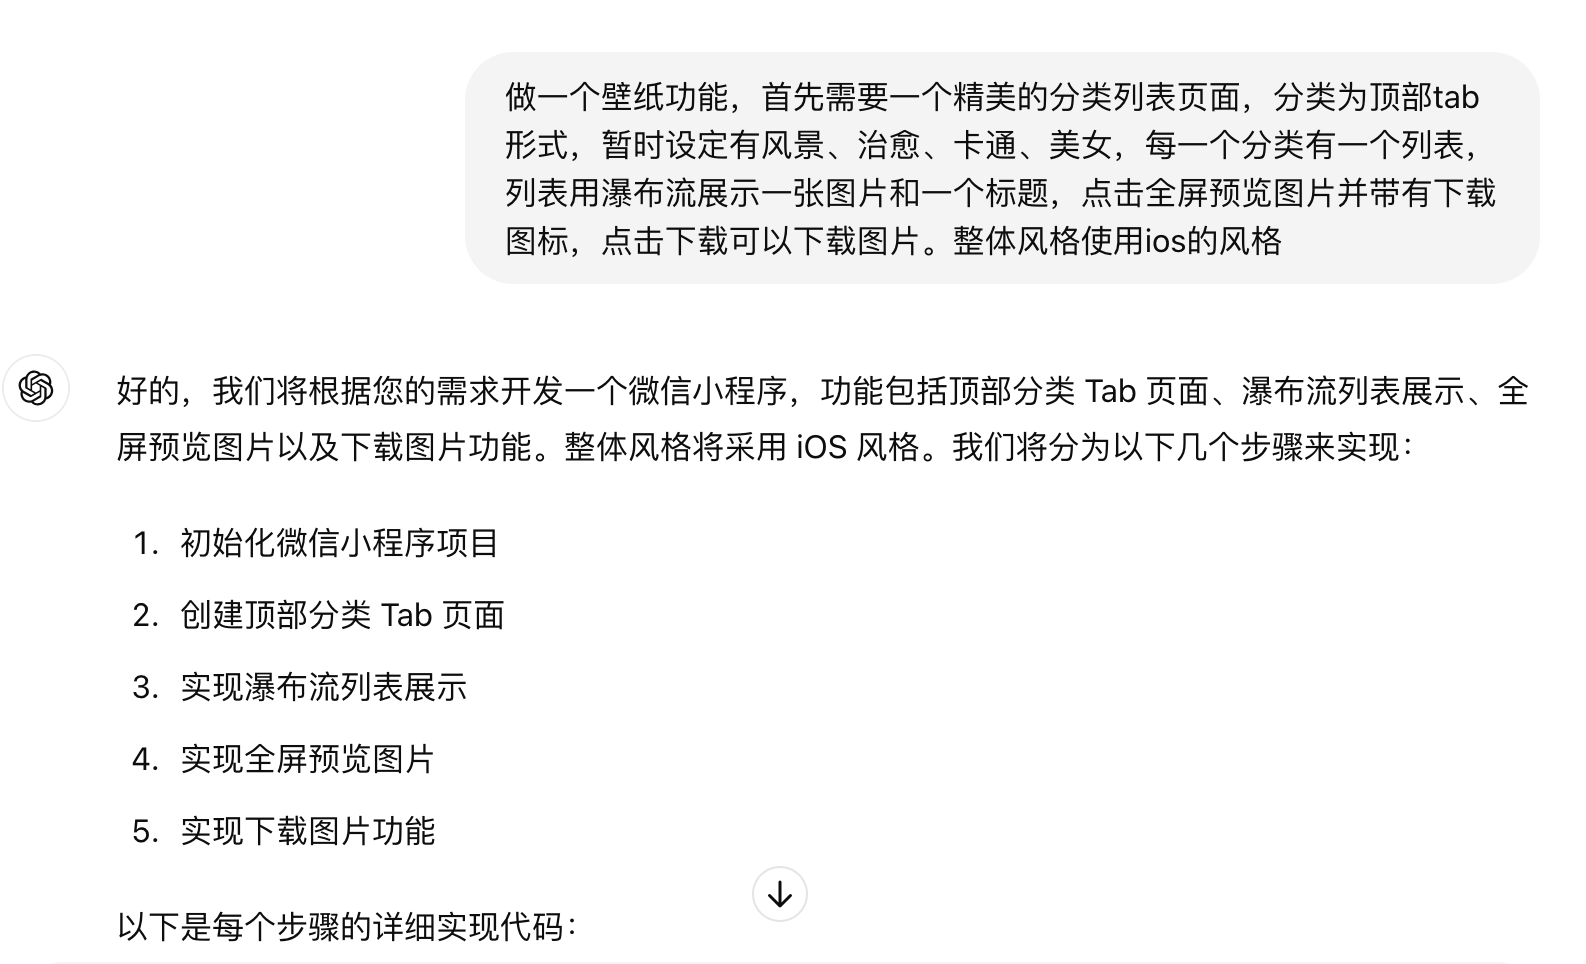 做一个壁纸功能，首先需要一个精美的分类列表页面，分类为顶部tab
形式，暂时设定有风景、治愈、卡通、美女，每一个分类有一个列表，
列表用瀑布流展示一张图片和一个标题，点击全屏预览图片并带有下载
图标，点击下载可以下载图片。整体风格使用ios的风格
好的，我们将根据您的需求开发一个微信小程序，功能包括顶部分类 Tab 页面、瀑布流列表展示、全
屏预览图片以及下载图片功能。整体风格将采用 iOS 风格。我们将分为以下几个步骤来实现：
1. 初始化微信小程序项目
2. 创建顶部分类 Tab 页面
3. 实现瀑布流列表展示
4. 实现全屏预览图片
5. 实现下载图片功能
以下是每个步骤的详细实现代码：